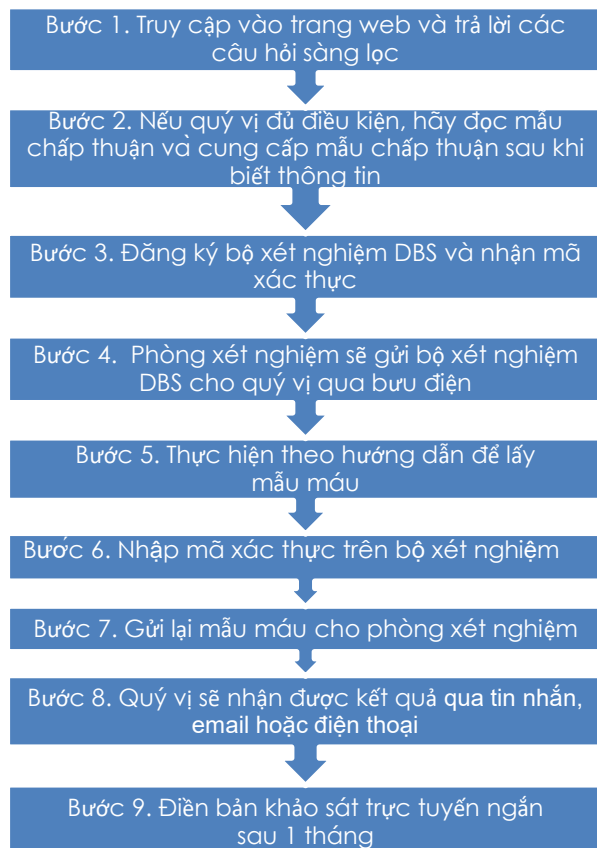 Bước 1. Truy cập vào trang web và trả lời các
câu hỏi sàng lọc
Bước 2. Nếu quý vị đủ điều kiện, hãy đọc mẫu
chấp thuận và cung cấp mẫu chấp thuận sau khi
biết thông tin
Bước 3. Đăng ký bộ xét nghiệm DBS và nhận mã
xác thực
Bước 4. Phòng xét nghiệm sẽ gửi bộ xét nghiệm
DBS cho quý vị qua bưu điện
Bước 5. Thực hiện theo hướng dẫn để lấy
mẫu máu
Bước 6. Nhập mã xác thực trên bộ xét nghiệm
Bước 7. Gửi lại mẫu máu cho phòng xét nghiệm
Bước 8. Quý vị sẽ nhận được kết quả qua tin nhắn,
email hoặc điện thoại
Bước 9. Điền bản khảo sát trực tuyến ngắn
sau 1 tháng